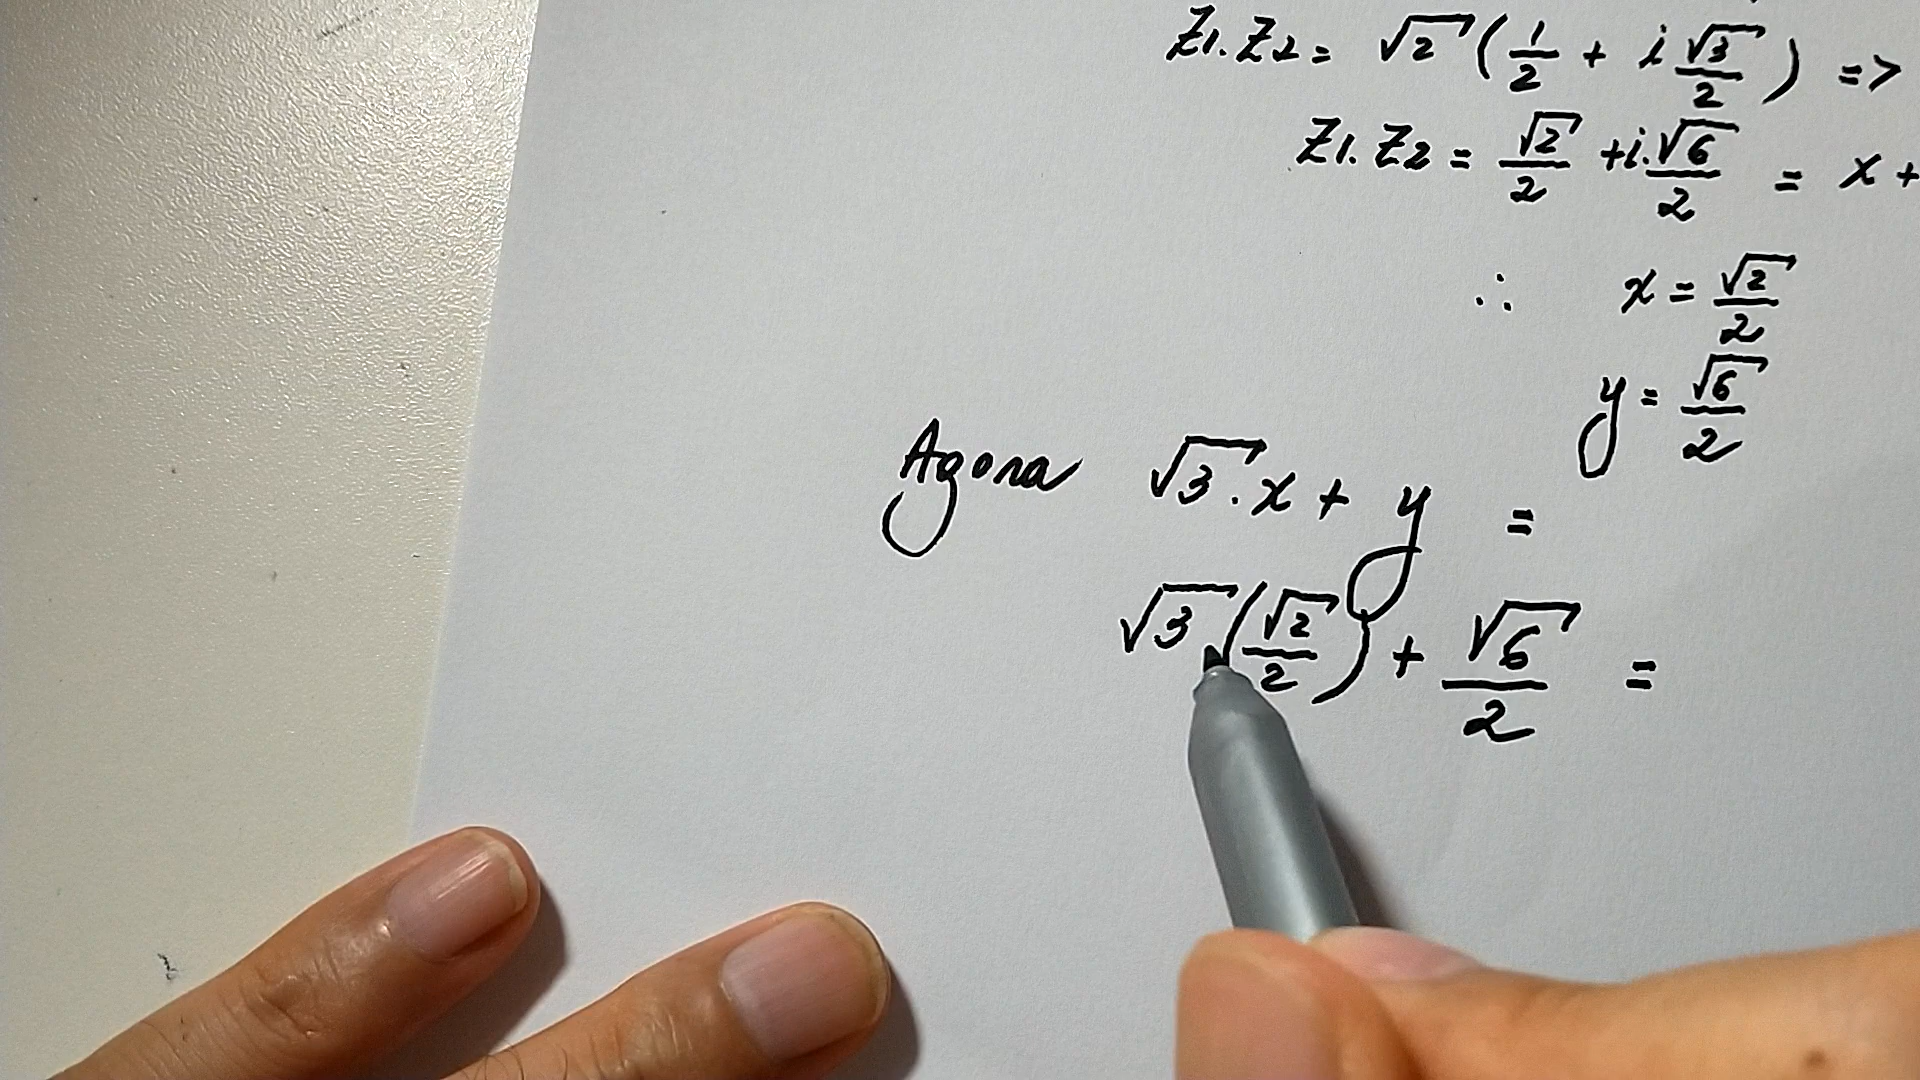 Z1.Z2 = √2 (1/2 + i √3/2) =>
Z1.Z2 = √2/2 + i.√6/2 = x +
∴ x = √2/2
y = √6/2
Agora √3.x + y =
√3 (√2/2) + √6/2 =